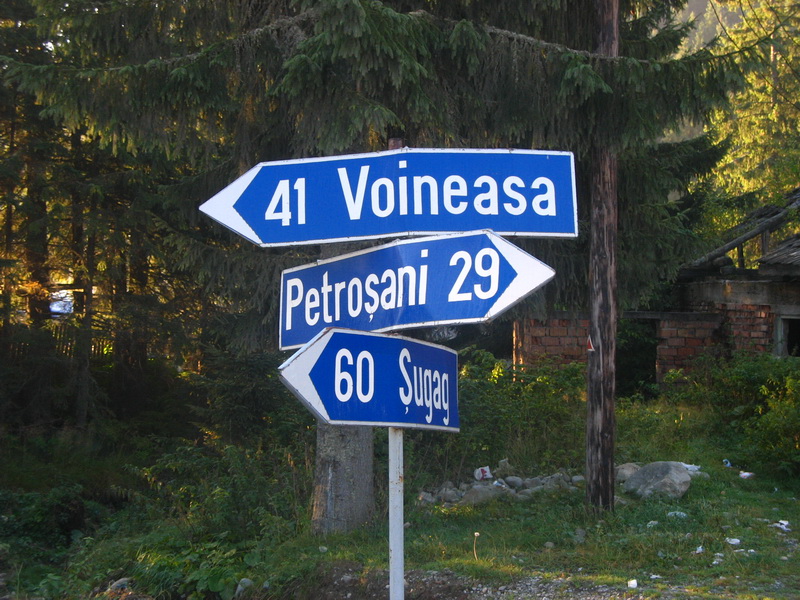 41 Voineasa
Petroșani 29
60 Șugag